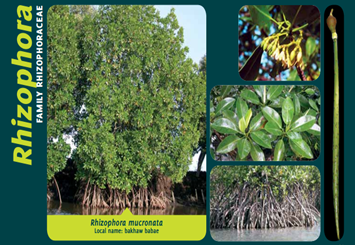 Rhizophora
FAMILY RHIZOPHORACEAE
Rhizophora mucronata
Local name: bakhaw babae